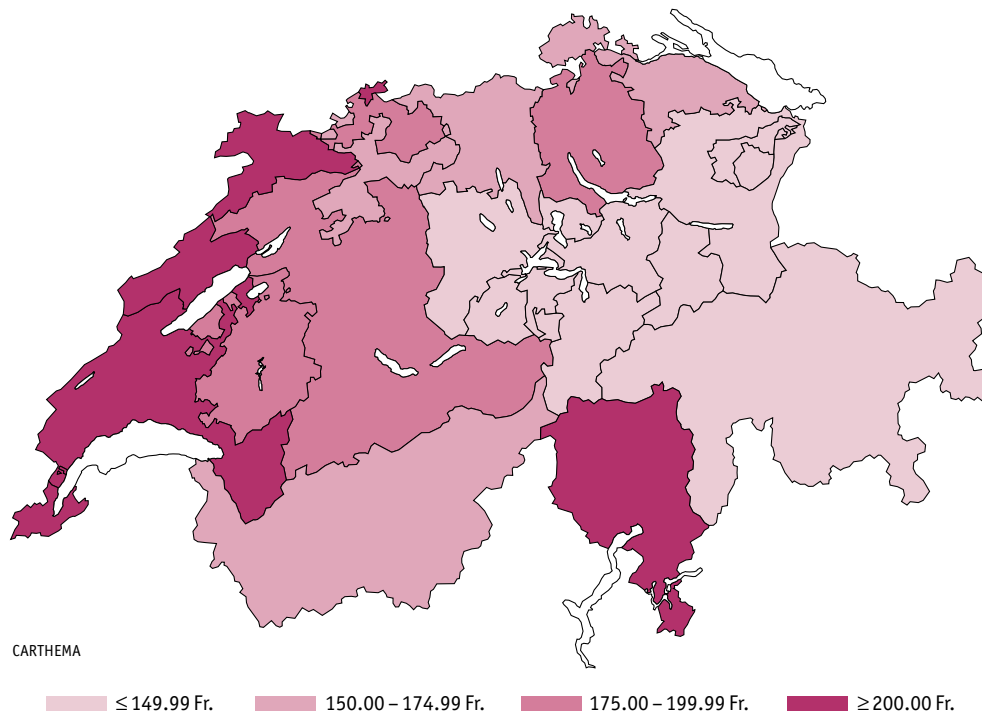 CARTHEMA
≤ 149.99 Fr. 150.00 – 174.99 Fr. 175.00 – 199.99 Fr. ≥ 200.00 Fr.